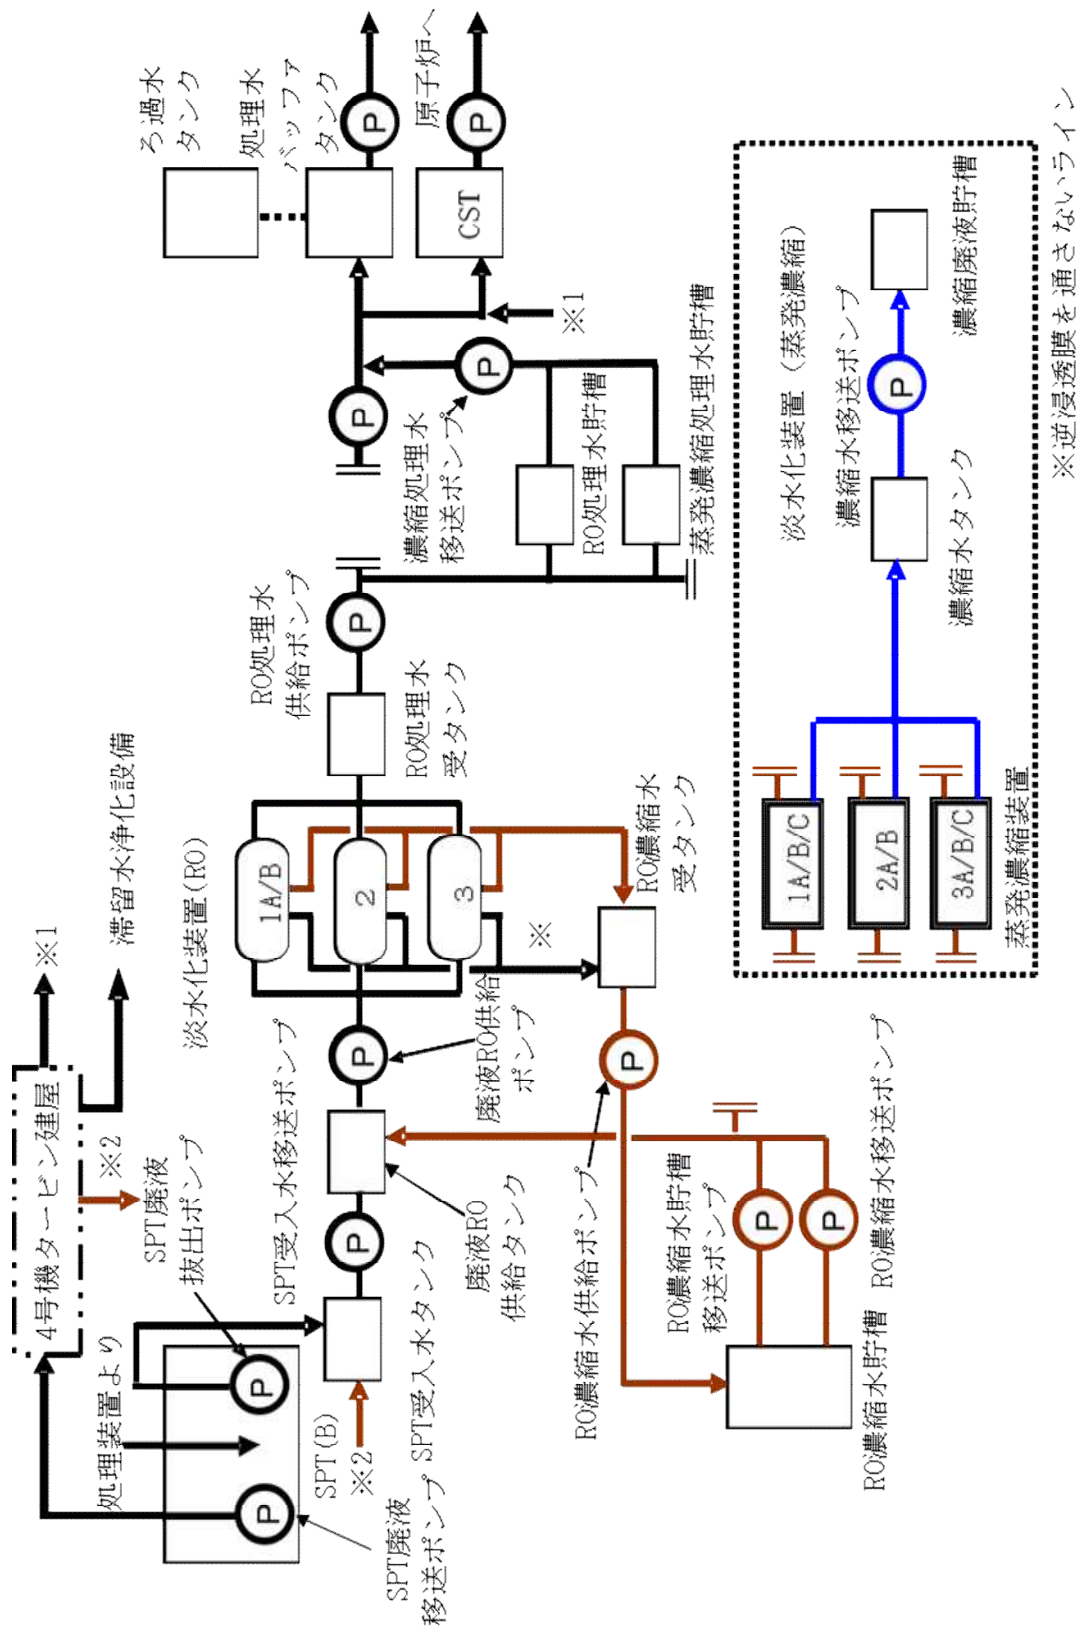 4号機タービン建屋
※1
滞留水浄化設備
※2
処理装置より
SPT廃液
抜出ポンプ
SPT(B)
※2
SPT廃液
移送ポンプ
P
P
SPT受入水移送ポンプ
SPT受入水タンク
P
廃液RO
供給タンク
P
廃液RO供給
ポンプ
淡水化装置(RO)
1A/B
2
3
※
RO処理水
受タンク
RO処理水
供給ポンプ
P
RO濃縮水
受タンク
P
RO濃縮水供給ポンプ
RO濃縮水貯槽
RO濃縮水貯槽
移送ポンプ
P
P
RO濃縮水移送ポンプ
P
濃縮処理水
移送ポンプ
P
RO処理水貯槽
蒸発濃縮処理水貯槽
※1
ろ過水
タンク
処理水
バッファ
タンク
P
CST
P
原子炉へ
淡水化装置（蒸発濃縮）
1A/B/C
2A/B
3A/B/C
蒸発濃縮装置
濃縮水タンク
濃縮水移送ポンプ
P
濃縮廃液貯槽
※逆浸透膜を通さないライン